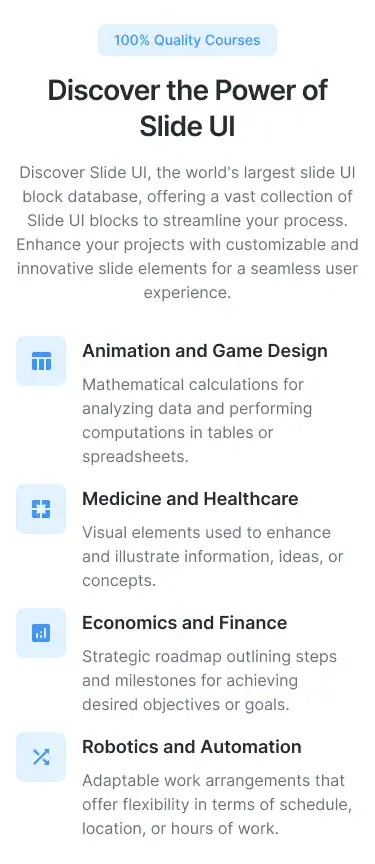 100% Quality Courses
Discover the Power of
Slide UI
Discover Slide UI, the world's largest slide UI
block database, offering a vast collection of
Slide UI blocks to streamline your process.
Enhance your projects with customizable and
innovative slide elements for a seamless user
experience.
Animation and Game Design
Mathematical calculations for
analyzing data and performing
computations in tables or
spreadsheets.
Medicine and Healthcare
Visual elements used to enhance
and illustrate information, ideas, or
concepts.
Economics and Finance
Strategic roadmap outlining steps
and milestones for achieving
desired objectives or goals.
Robotics and Automation
Adaptable work arrangements that
offer flexibility in terms of schedule,
location, or hours of work.